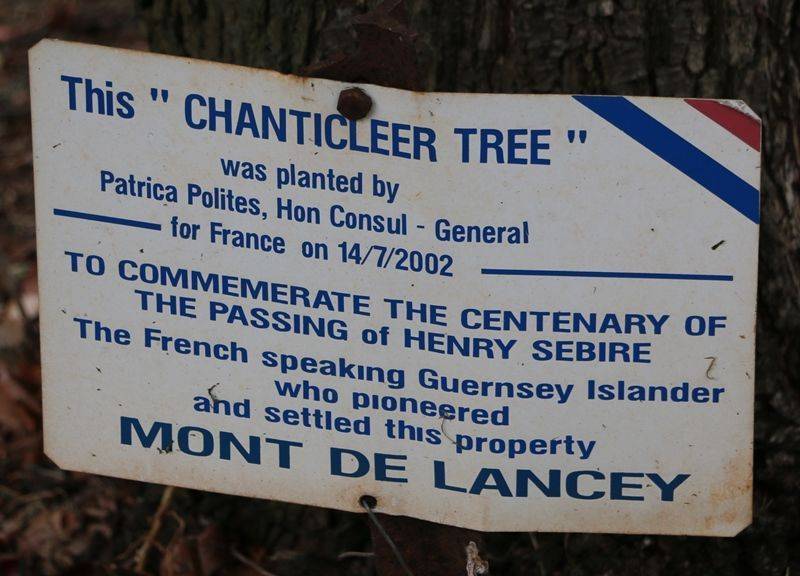 This " CHANTICLEER TREE "
was planted by
Patrica Polites, Hon Consul - General
for France on 14/7/2002
TO COMMEMERATE THE CENTENARY OF
THE PASSING of HENRY SEBIRE
The French speaking Guernsey Islander
who pioneered
and settled this property
MONT DE LANCEY